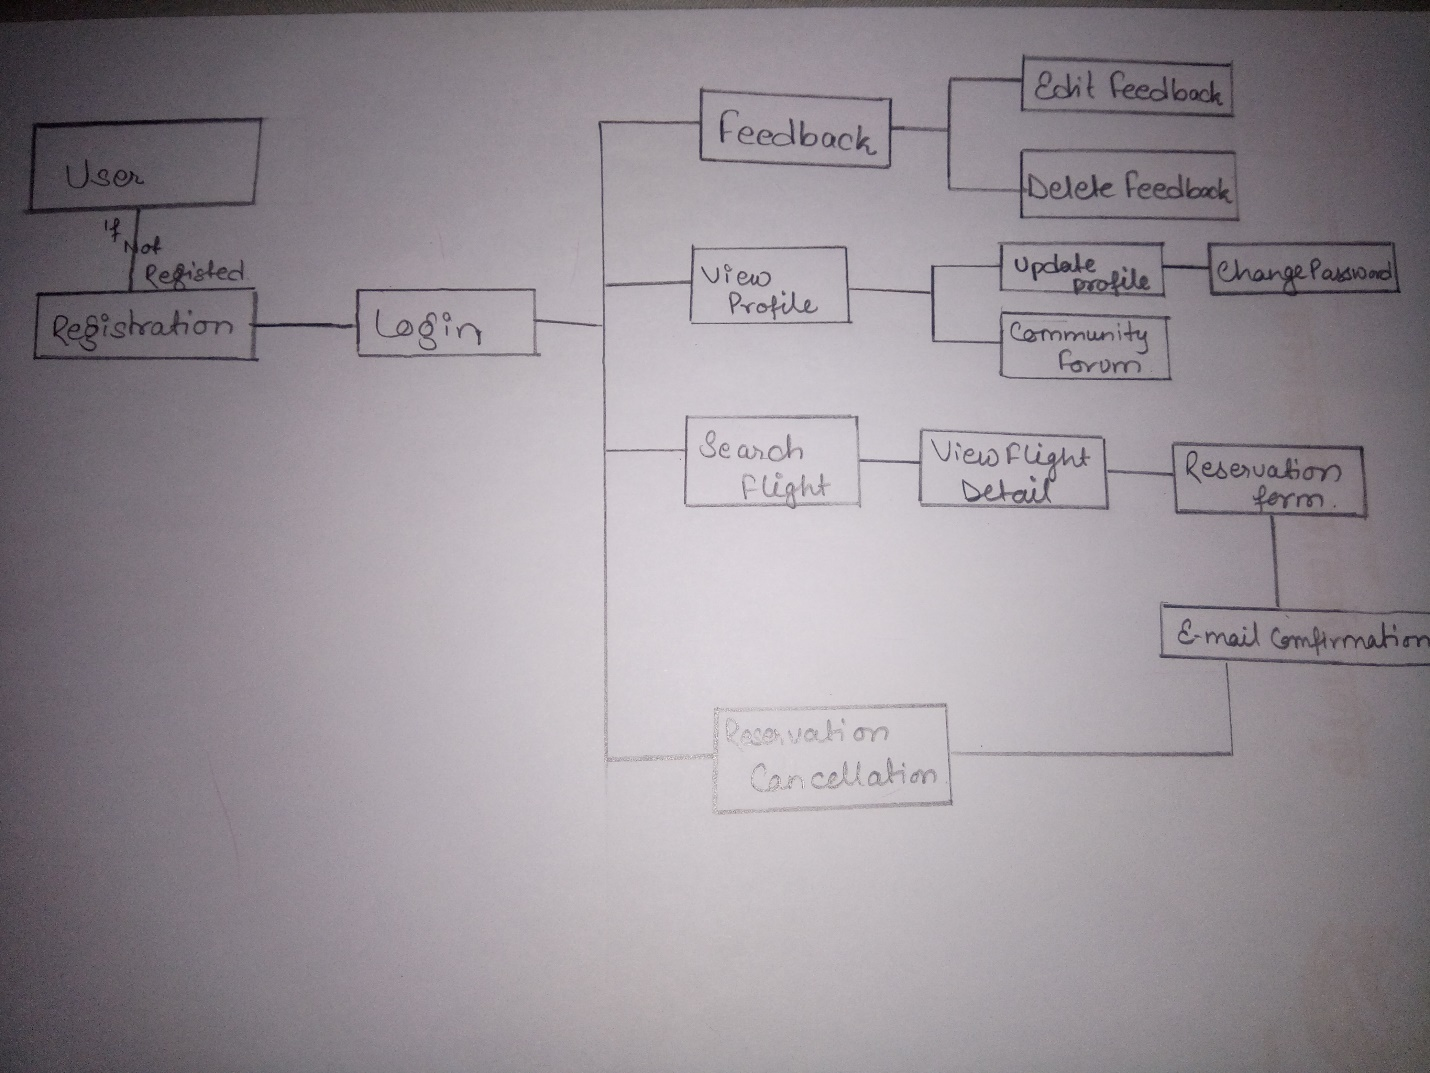 User
If
Not
Registed
Registration
Login
Feedback
Edit Feedback
Delete Feedback
View
Profile
Update
profile
Change Password
Community
Forum
Search
Flight
View Flight
Detail
Reservation
form.
E-mail Comfirmation
Reservation
Cancellation